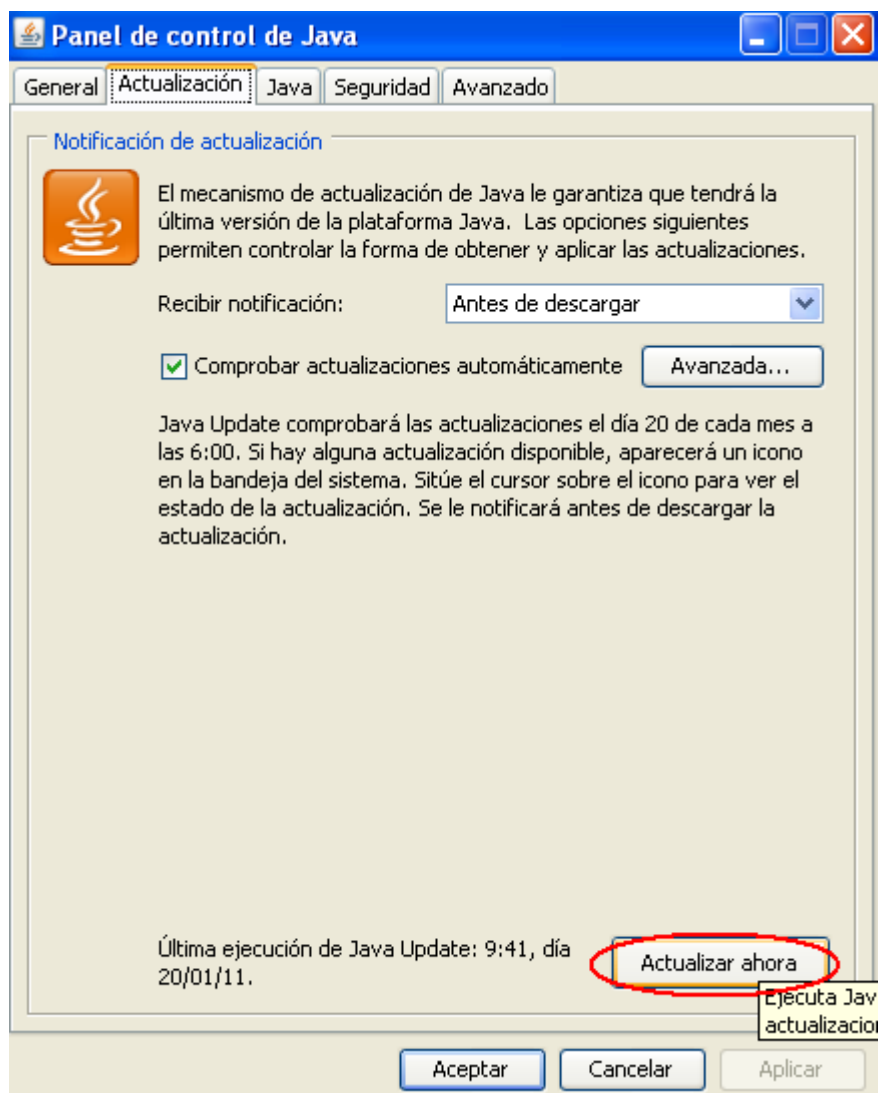 Panel de control de Java
General Actualización Java Seguridad Avanzado
Notificación de actualización
El mecanismo de actualización de Java le garantiza que tendrá la
última versión de la plataforma Java. Las opciones siguientes
permiten controlar la forma de obtener y aplicar las actualizaciones.
Recibir notificación: Antes de descargar
Comprobar actualizaciones automáticamente Avanzada...
Java Update comprobará las actualizaciones el día 20 de cada mes a
las 6:00. Si hay alguna actualización disponible, aparecerá un icono
en la bandeja del sistema. Sitúe el cursor sobre el icono para ver el
estado de la actualización. Se le notificará antes de descargar la
actualización.
Última ejecución de Java Update: 9:41, día
20/01/11.
Actualizar ahora
Ejecuta Jav
actualizacio
Aceptar Cancelar Aplicar